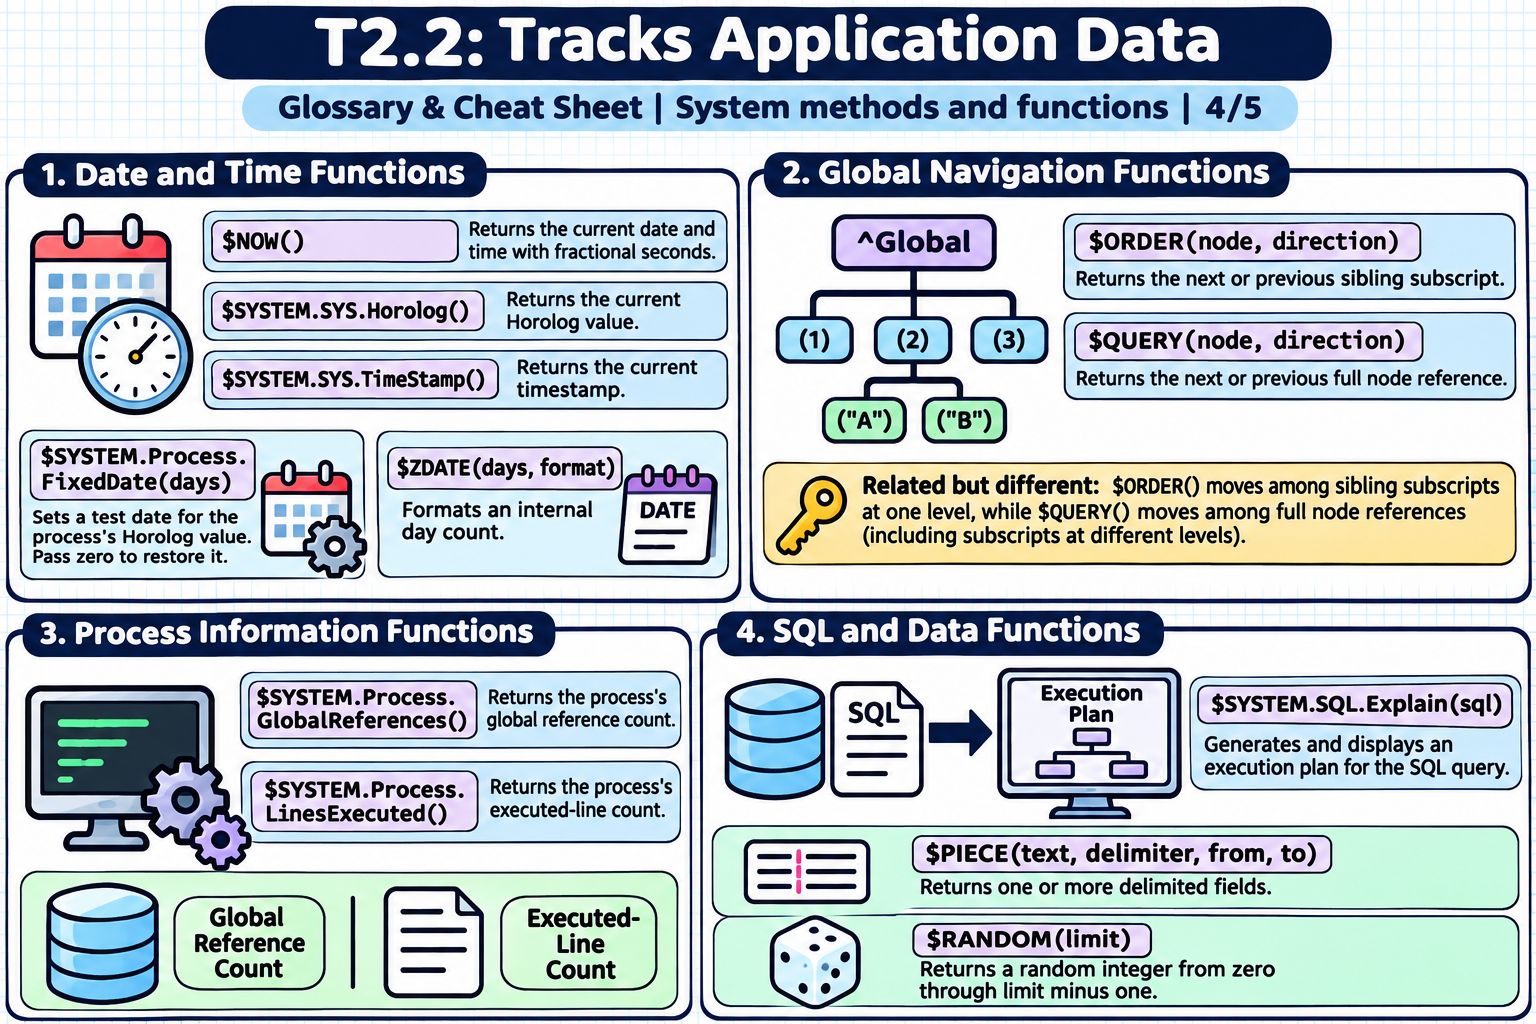 T2.2: Tracks Application Data
Glossary & Cheat Sheet | System methods and functions | 4/5
1. Date and Time Functions
$NOW()
Returns the current date and
time with fractional seconds.
$SYSTEM.SYS.Horolog()
Returns the current
Horolog value.
$SYSTEM.SYS.TimeStamp()
Returns the current
timestamp.
$SYSTEM.Process.
FixedDate(days)
Sets a test date for the
process's Horolog value.
Pass zero to restore it.
$ZDATE(days, format)
Formats an internal
day count.
DATE
2. Global Navigation Functions
^Global
(1)
(2)
(3)
("A")
("B")
$ORDER(node, direction)
Returns the next or previous sibling subscript.
$QUERY(node, direction)
Returns the next or previous full node reference.
Related but different: $ORDER() moves among sibling subscripts
at one level, while $QUERY() moves among full node references
(including subscripts at different levels).
3. Process Information Functions
$SYSTEM.Process.
GlobalReferences()
Returns the process's
global reference count.
$SYSTEM.Process.
LinesExecuted()
Returns the process's
executed-line count.
Global
Reference
Count
Executed-
Line
Count
4. SQL and Data Functions
SQL
Execution
Plan
$SYSTEM.SQL.Explain(sql)
Generates and displays an
execution plan for the SQL query.
$PIECE(text, delimiter, from, to)
Returns one or more delimited fields.
$RANDOM(limit)
Returns a random integer from zero
through limit minus one.